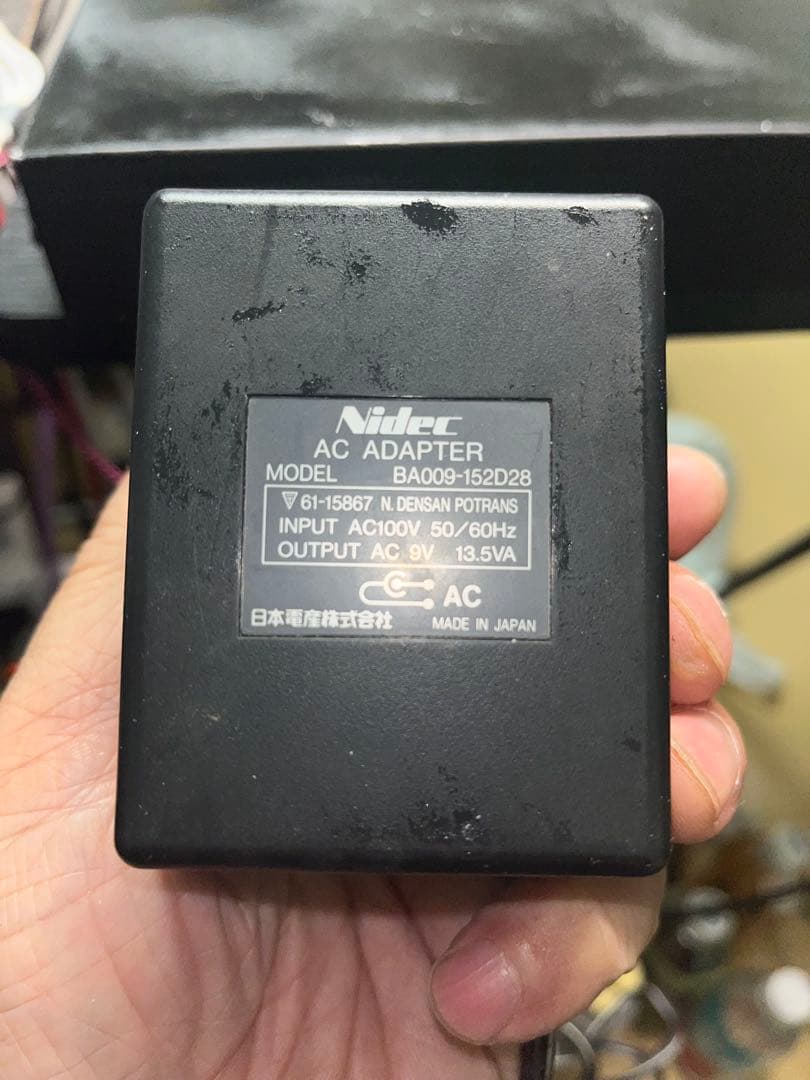 Nidec
AC ADAPTER
MODEL BA009-152D28
61-15867 N. DENSAN POTRANS
INPUT AC100V 50/60Hz
OUTPUT AC 9V 13.5VA
AC
日本電産株式会社 MADE IN JAPAN